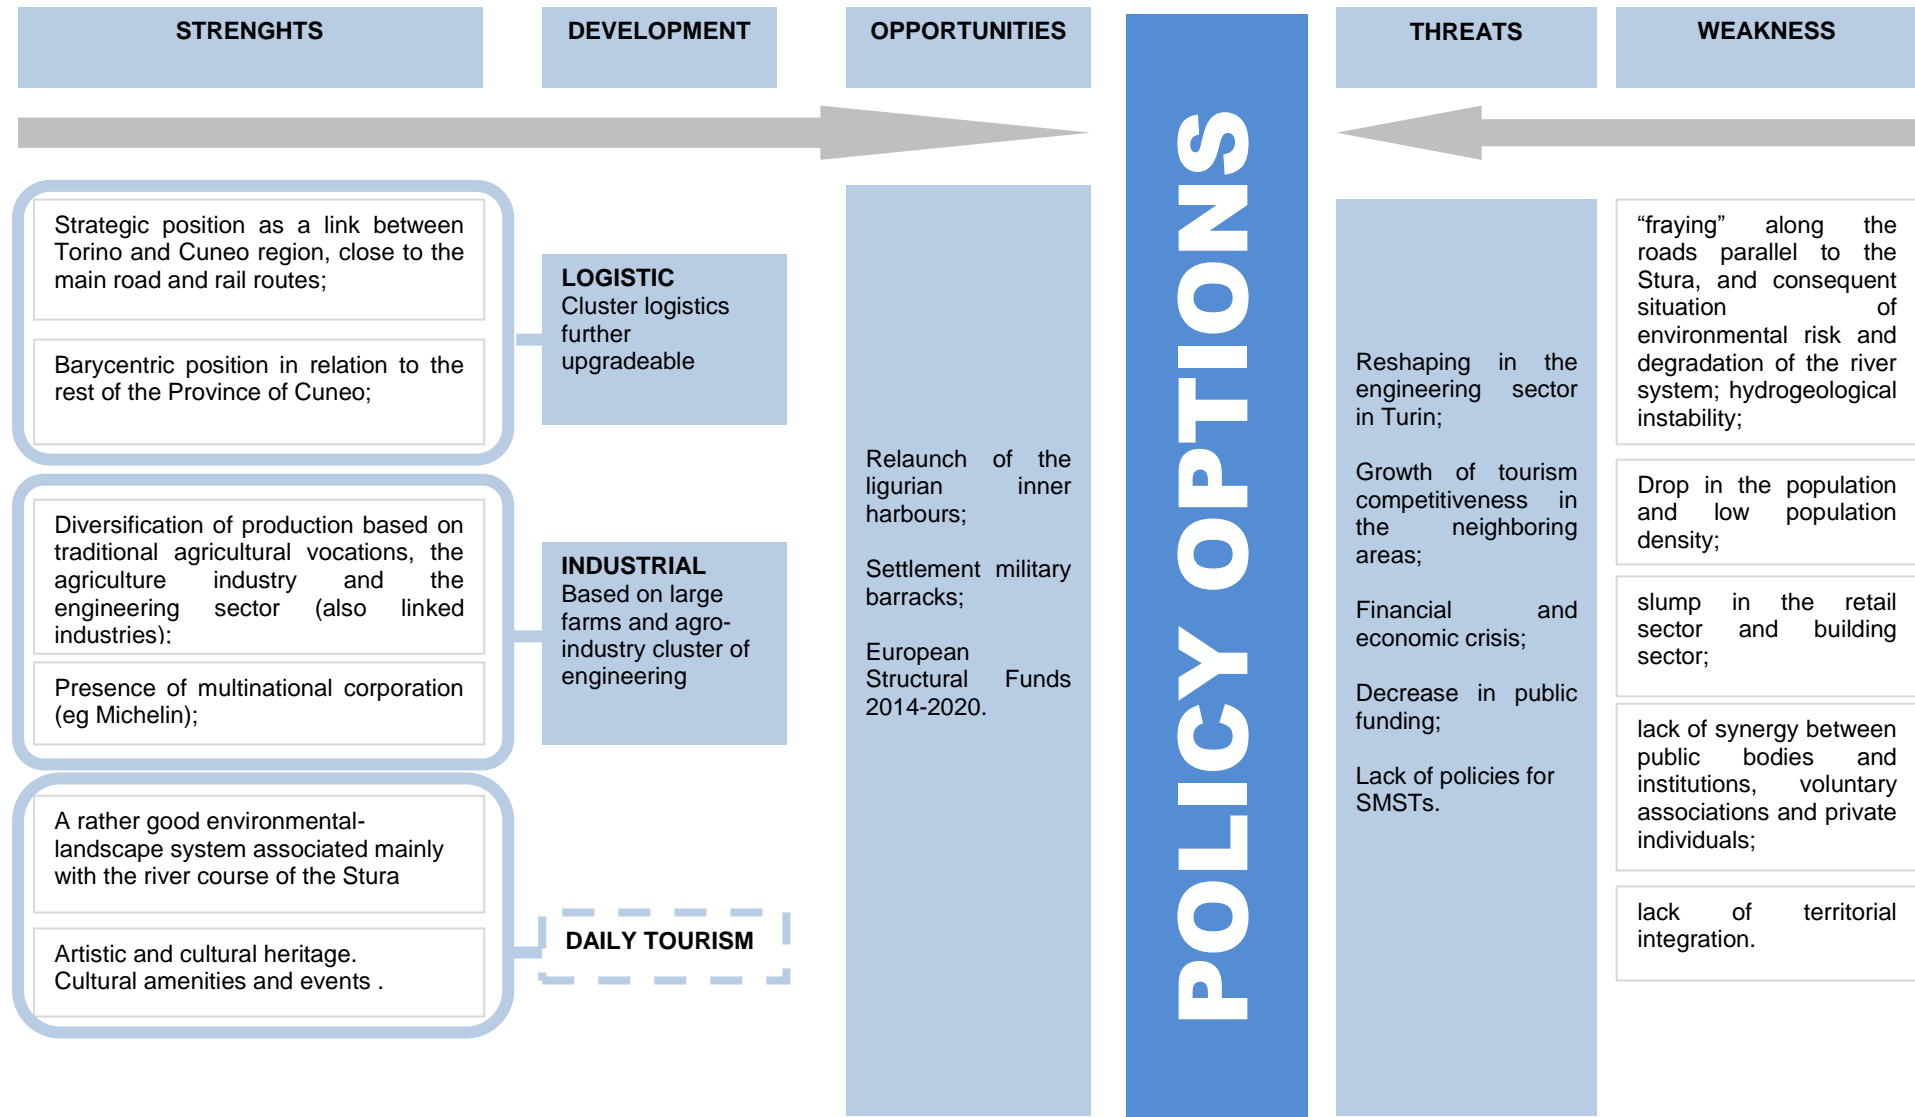 STRENGHTS
DEVELOPMENT
OPPORTUNITIES
THREATS
WEAKNESS
Strategic position as a link between
Torino and Cuneo region, close to the
main road and rail routes;
Barycentric position in relation to the
rest of the Province of Cuneo;
Diversification of production based on
traditional agricultural vocations, the
agriculture industry and the
engineering sector (also linked
industries);
Presence of multinational corporation
(eg Michelin);
A rather good environmental-
landscape system associated mainly
with the river course of the Stura
Artistic and cultural heritage.
Cultural amenities and events .
LOGISTIC
Cluster logistics
further
upgradeable
INDUSTRIAL
Based on large
farms and agro-
industry cluster of
engineering
DAILY TOURISM
Relaunch of the
ligurian inner
harbours;
Settlement military
barracks;
European
Structural Funds
2014-2020.
POLICY OPTIONS
Reshaping in the
engineering sector
in Turin;
Growth of tourism
competitiveness in
the neighboring
areas;
Financial and
economic crisis;
Decrease in public
funding;
Lack of policies for
SMSTs.
“fraying” along the
roads parallel to the
Stura, and consequent
situation of
environmental risk and
degradation of the river
system; hydrogeological
instability;
Drop in the population
and low population
density;
slump in the retail
sector and building
sector;
lack of synergy between
public bodies and
institutions, voluntary
associations and private
individuals;
lack of territorial
integration.